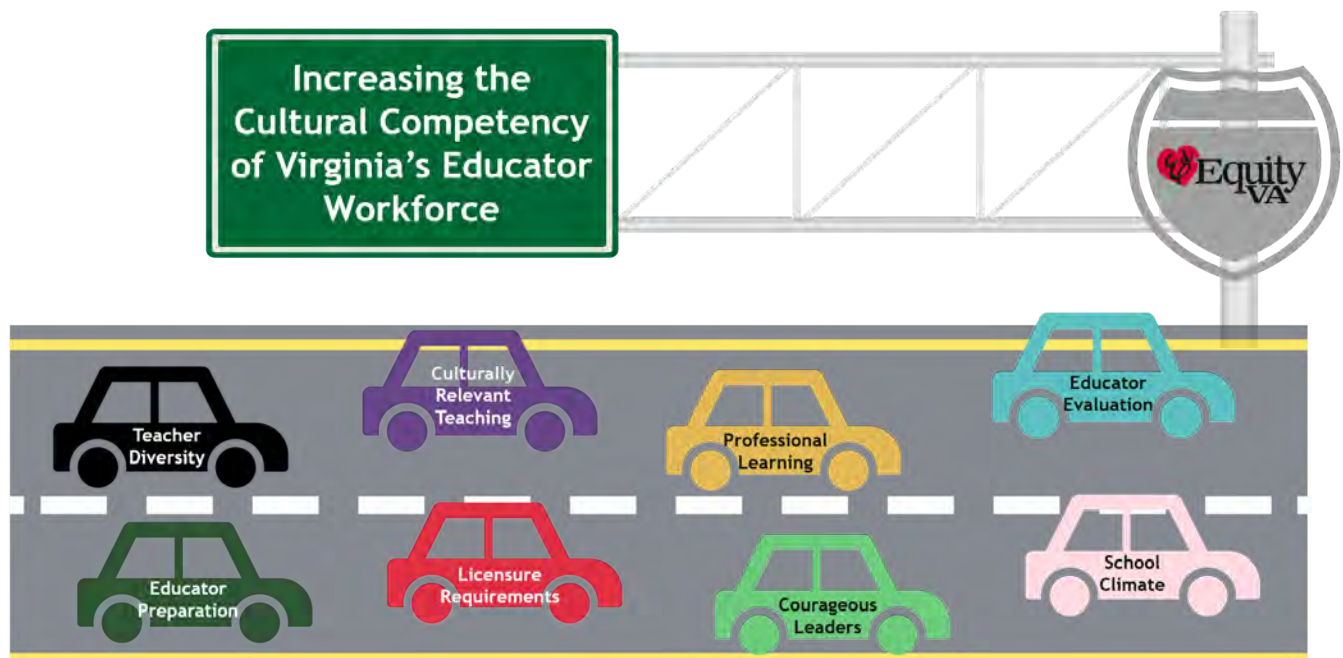 Increasing the
Cultural Competency
of Virginia's Educator
Workforce
Equity
VA
Teacher
Diversity
Culturally
Relevant
Teaching
Professional
Learning
Educator
Evaluation
Educator
Preparation
Licensure
Requirements
Courageous
Leaders
School
Climate